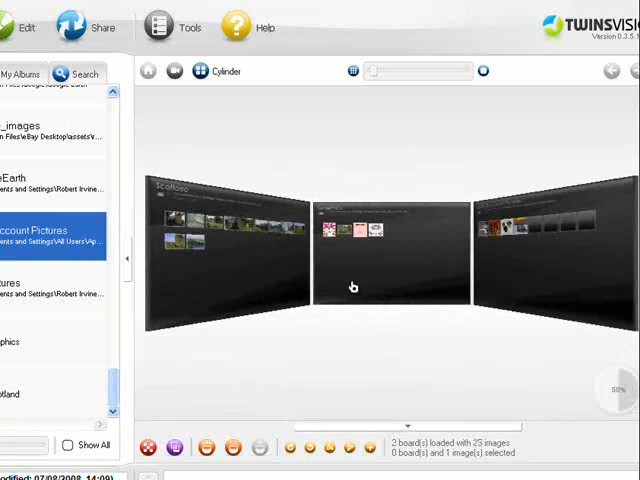 Edit
Share
Tools
Help
TWINSVISI
Version 0.3.5.
My Albums
Search
Cylinder
_images
n Files\eBay Desktop\assets\r...
eEarth
ents and Settings\Robert Irvine...
ccount Pictures
ents and Settings\All Users\Ap...
tures
ents and Settings\Robert Irvine...
phics
otland
Show All
Scotland
50%
2 board(s) loaded with 25 images
0 board(s) and 1 image(s) selected
odified: 07/08/2008, 14:09)